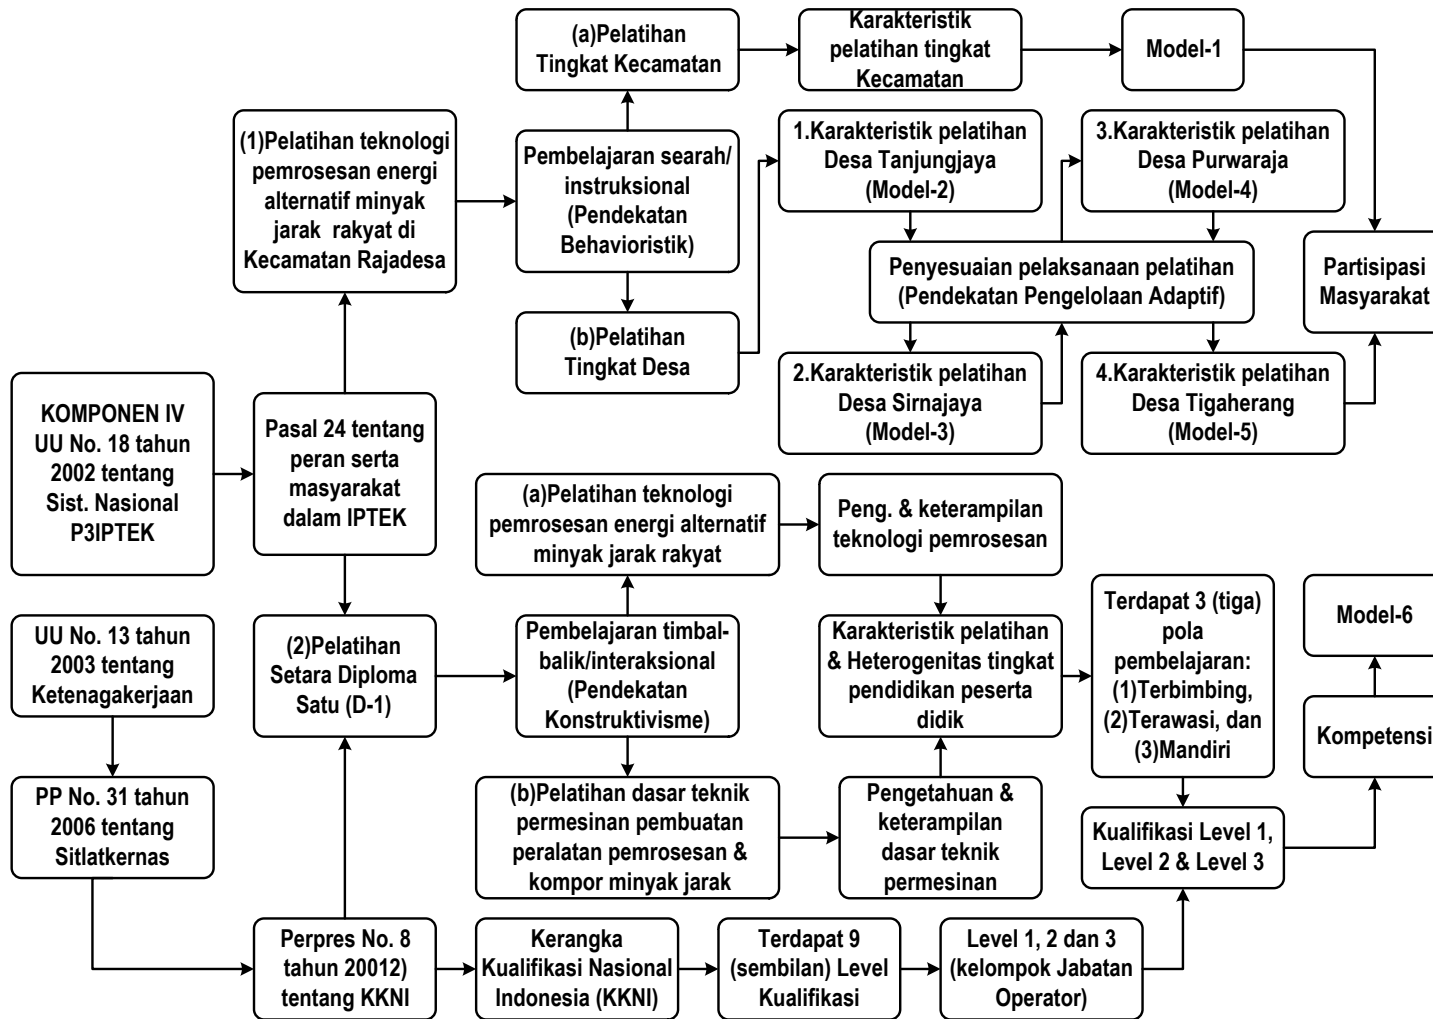 (a)Pelatihan
Tingkat Kecamatan
Karakteristik
pelatihan tingkat
Kecamatan
Model-1
(1)Pelatihan teknologi
pemrosesan energi
alternatif minyak
jarak rakyat di
Kecamatan Rajadesa
Pembelajaran searah/
instruksional
(Pendekatan
Behavioristik)
1.Karakteristik pelatihan
Desa Tanjungjaya
(Model-2)
3.Karakteristik pelatihan
Desa Purwaraja
(Model-4)
Penyesuaian pelaksanaan pelatihan
(Pendekatan Pengelolaan Adaptif)
Partisipasi
Masyarakat
(b)Pelatihan
Tingkat Desa
2.Karakteristik pelatihan
Desa Sirnajaya
(Model-3)
4.Karakteristik pelatihan
Desa Tigaherang
(Model-5)
KOMPONEN IV
UU No. 18 tahun
2002 tentang
Sist. Nasional
P3IPTEK
Pasal 24 tentang
peran serta
masyarakat
dalam IPTEK
(a)Pelatihan teknologi
pemrosesan energi alternatif
minyak jarak rakyat
Peng. & keterampilan
teknologi pemrosesan
UU No. 13 tahun
2003 tentang
Ketenagakerjaan
(2)Pelatihan
Setara Diploma
Satu (D-1)
Pembelajaran timbal-
balik/interaksional
(Pendekatan
Konstruktivisme)
Karakteristik pelatihan
& Heterogenitas tingkat
pendidikan peserta
didik
Terdapat 3 (tiga)
pola
pembelajaran:
(1)Terbimbing,
(2)Terawasi, dan
(3)Mandiri
Model-6
Kompetensi
PP No. 31 tahun
2006 tentang
Sitlatkernas
(b)Pelatihan dasar teknik
permesinan pembuatan
peralatan pemrosesan &
kompor minyak jarak
Pengetahuan &
keterampilan
dasar teknik
permesinan
Kualifikasi Level 1,
Level 2 & Level 3
Perpres No. 8
tahun 20012)
tentang KKNI
Kerangka
Kualifikasi Nasional
Indonesia (KKNI)
Terdapat 9
(sembilan) Level
Kualifikasi
Level 1, 2 dan 3
(kelompok Jabatan
Operator)